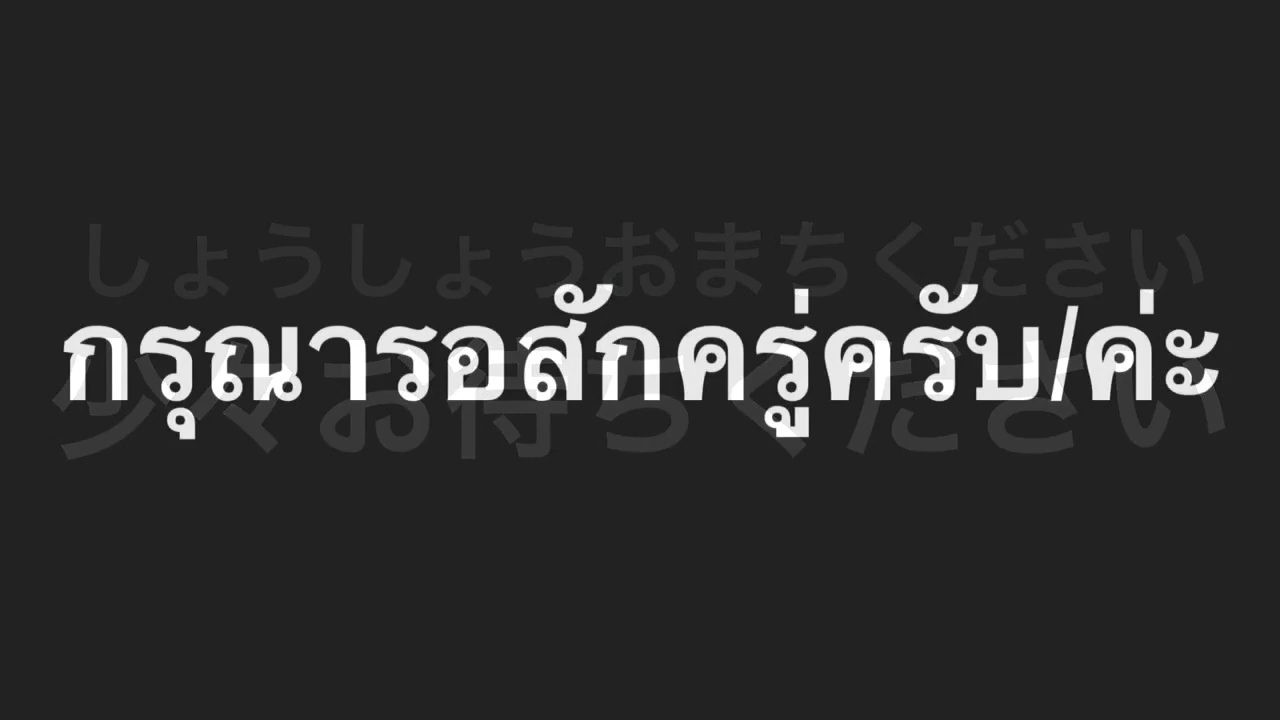 しょうしょうおまちください
กรุณารอสักครู่ครับ/ค่ะ
少々お待ちください